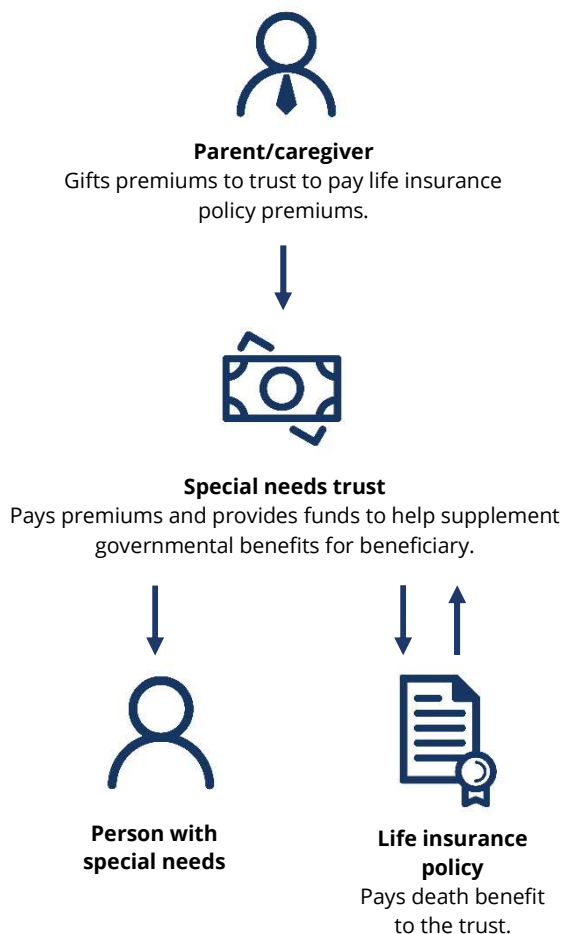 Parent/caregiver
Gifts premiums to trust to pay life insurance
policy premiums.
Special needs trust
Pays premiums and provides funds to help supplement
governmental benefits for beneficiary.
Person with
special needs
Life insurance
policy
Pays death benefit
to the trust.